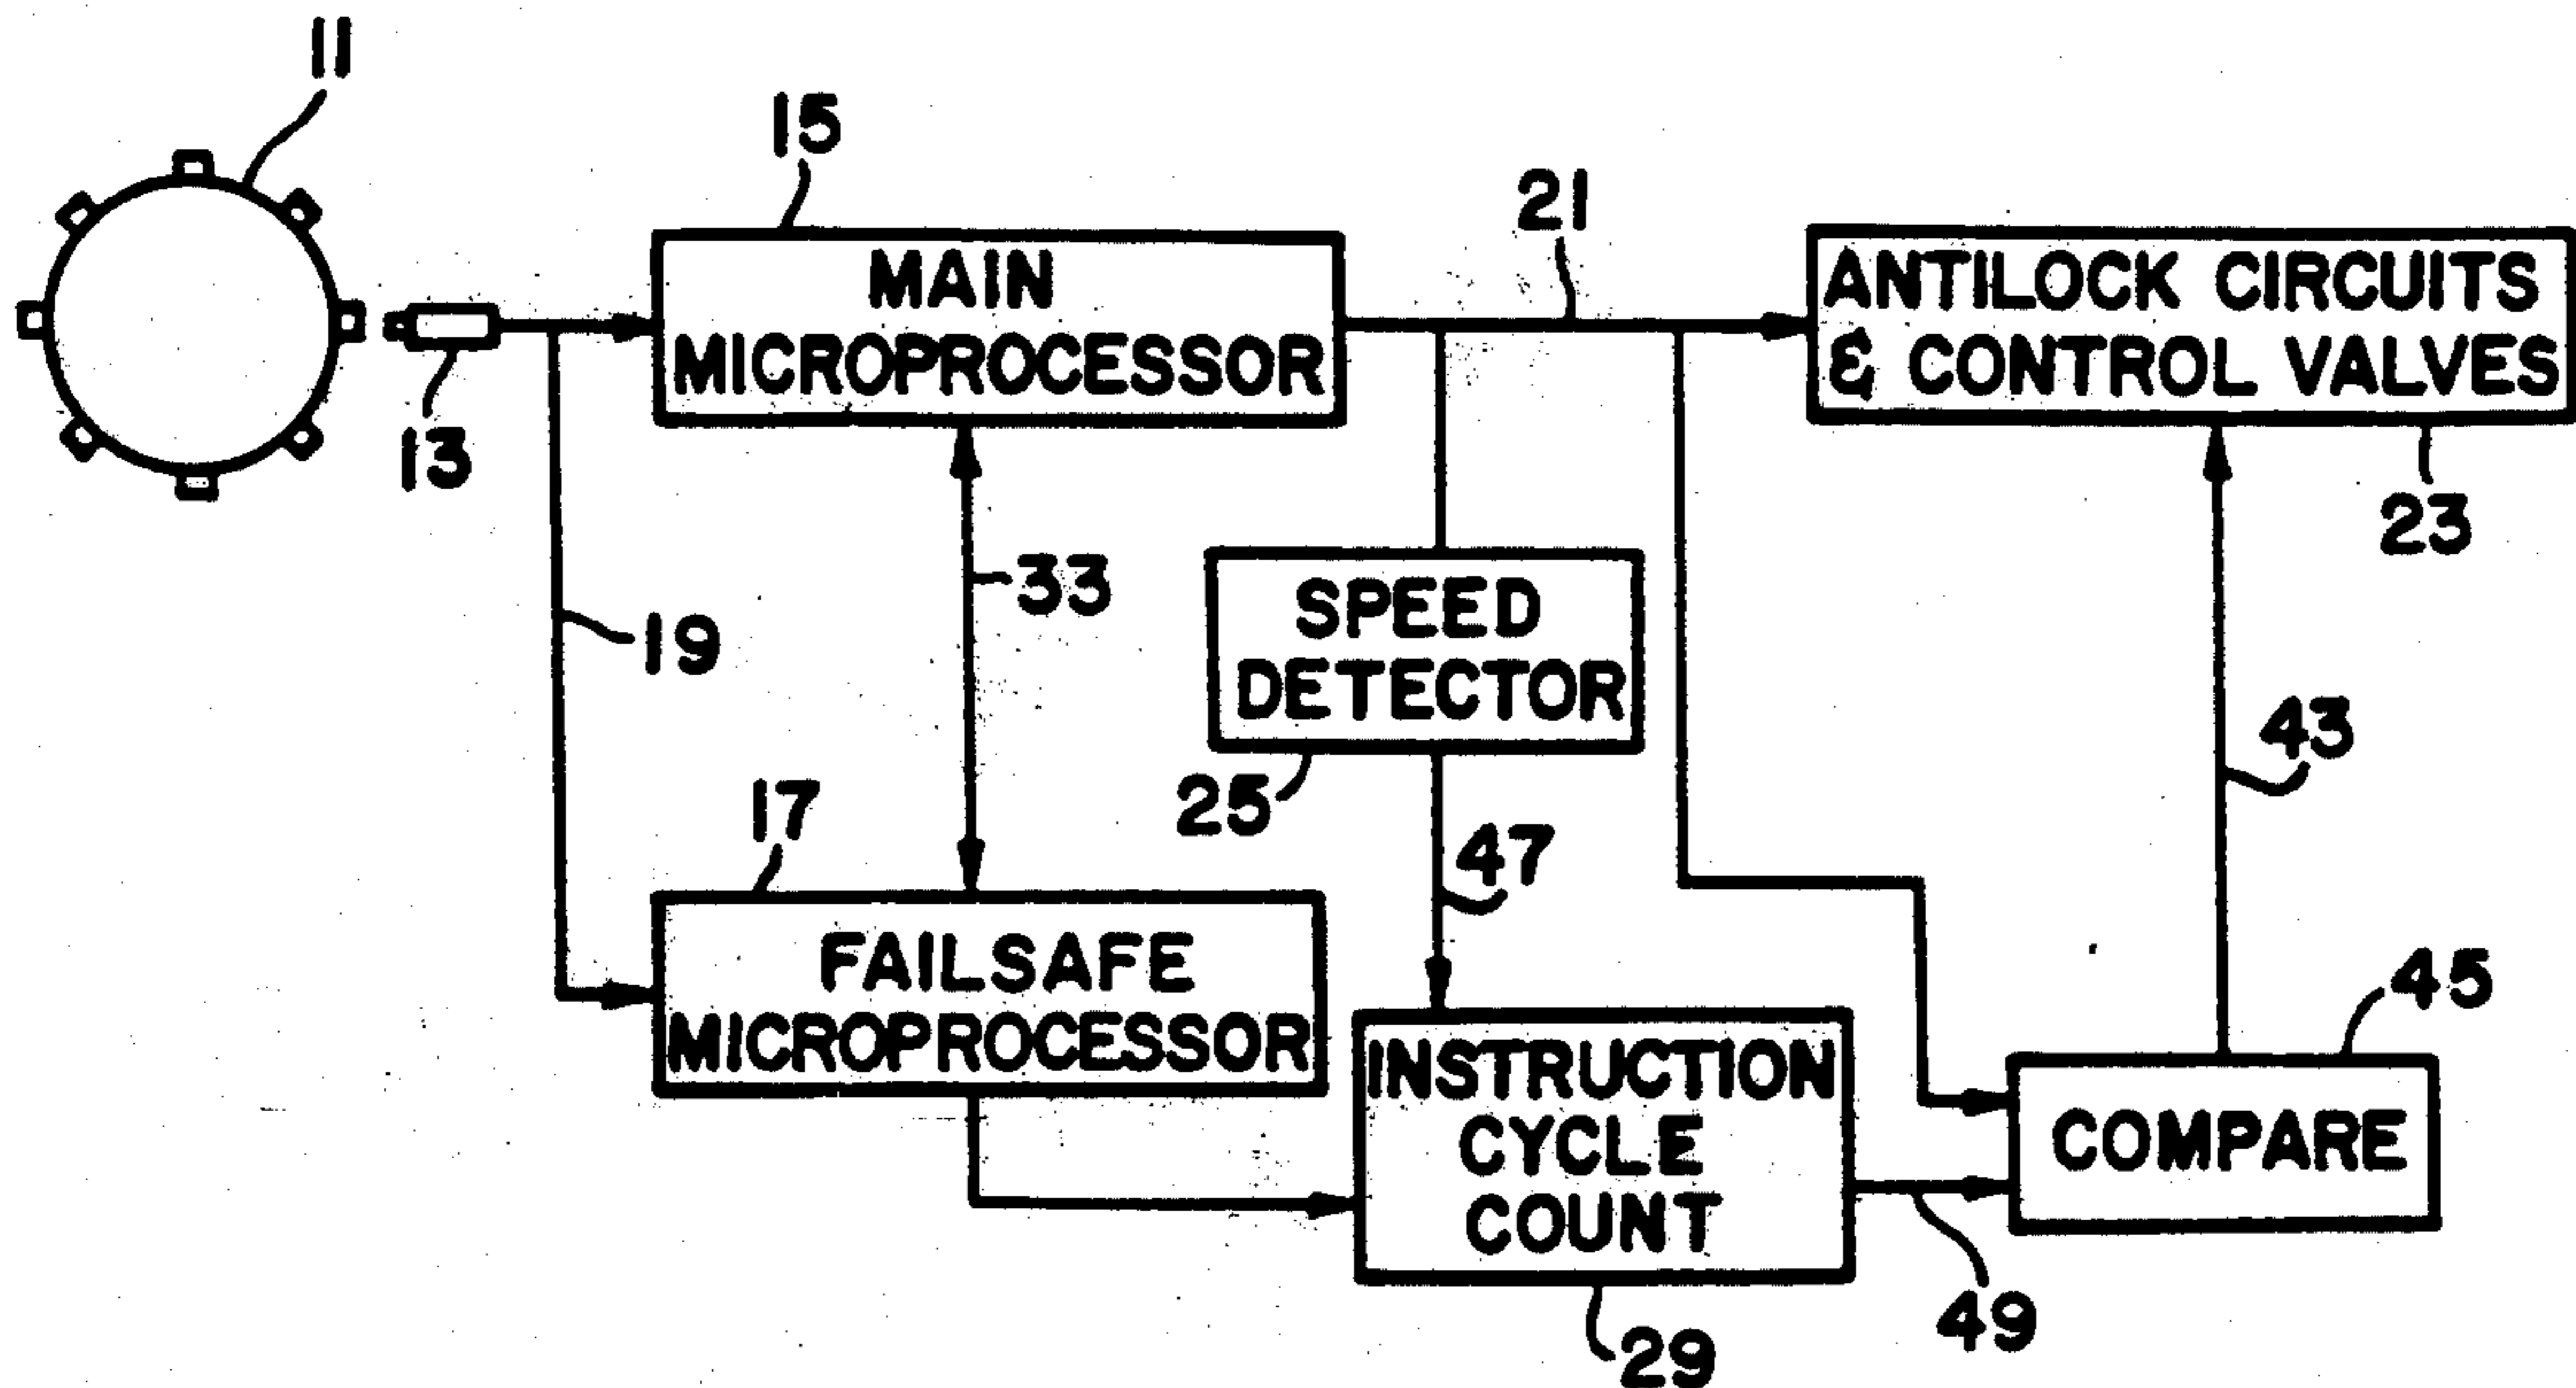 11
15
21
MAIN
MICROPROCESSOR
ANTILOCK CIRCUITS
& CONTROL VALVES
13
23
33
19
SPEED
DETECTOR
43
25
17
47
FAILSAFE
MICROPROCESSOR
45
INSTRUCTION
CYCLE
COUNT
COMPARE
49
29